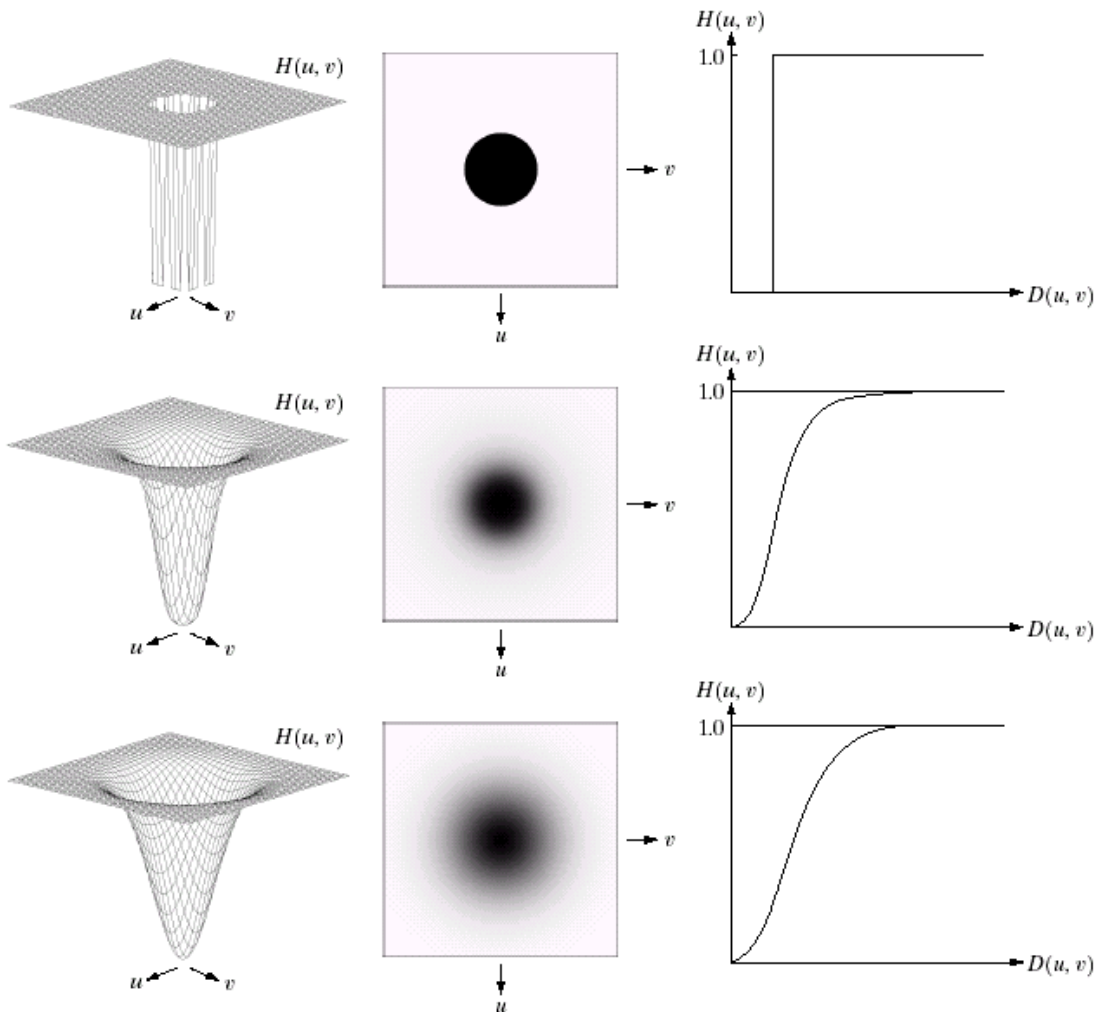 H(u, v)
H(u, v)
1.0
v
D(u, v)
u
v
u
H(u, v)
H(u, v)
1.0
v
D(u, v)
u
v
u
H(u, v)
H(u, v)
1.0
v
D(u, v)
u
v
u